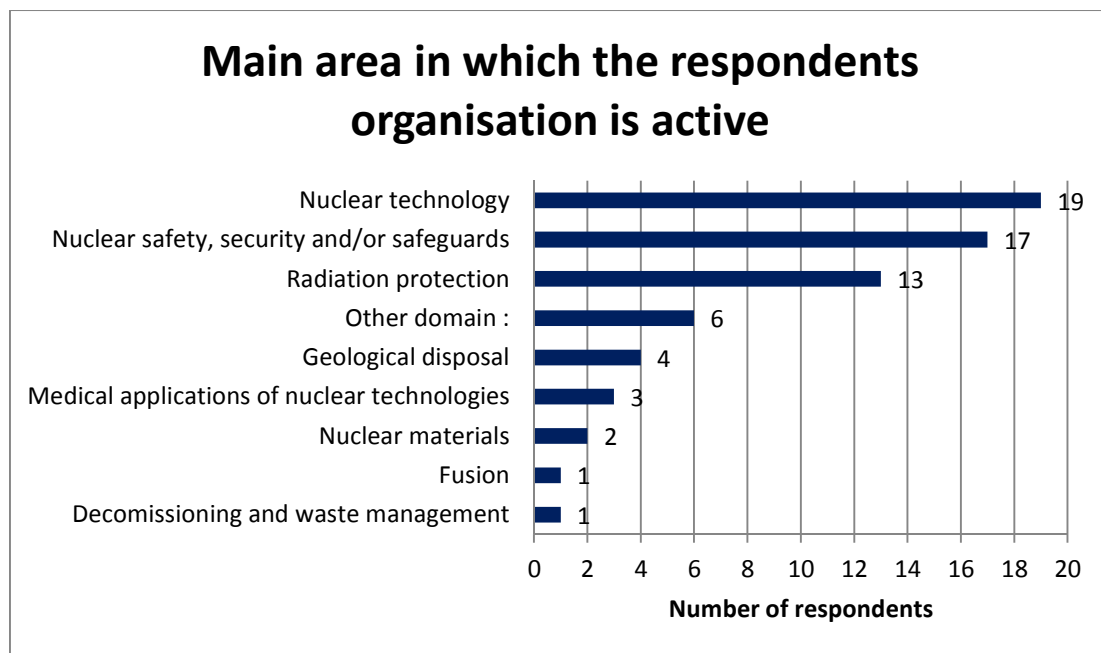 Main area in which the respondents
organisation is active
Nuclear technology 19
Nuclear safety, security and/or safeguards 17
Radiation protection 13
Other domain : 6
Geological disposal 4
Medical applications of nuclear technologies 3
Nuclear materials 2
Fusion 1
Decomissioning and waste management 1
0 2 4 6 8 10 12 14 16 18 20
Number of respondents